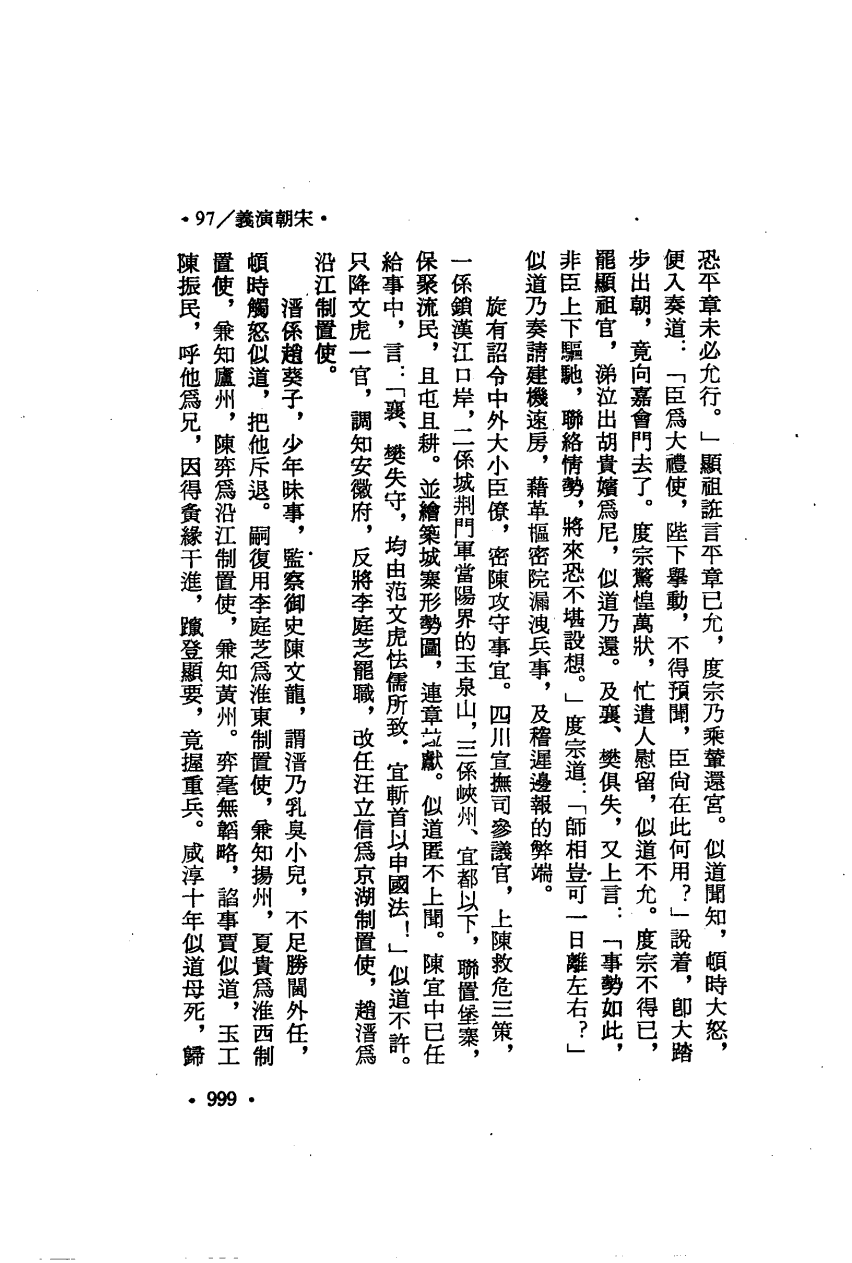 •宋朝演義／97•
恐平章未必允行。」顯祖誑言平章已允，度宗乃乘輦還宮。似道聞知，頓時大怒，
便入奏道：「臣爲大禮使，陛下舉動，不得預聞，臣尙在此何用？」說着，卽大踏
步出朝，竟向嘉會門去了。度宗驚惶萬狀，忙遣人慰留，似道不允。度宗不得已，
罷顯祖官，涕泣出胡貴嬪爲尼，似道乃還。及襄、樊俱失，又上言：「事勢如此，
非臣上下驅馳，聯絡情勢，將來恐不堪設想。」度宗道：「師相豈可一日離左右？」
似道乃奏請建機速房，藉革樞密院漏洩兵事，及稽遲邊報的弊端。
旋有詔令中外大小臣僚，密陳攻守事宜。四川宣撫司參議官，上陳救危三策，
一係鎖漢江口岸，二係城荆門軍當陽界的玉泉山，三係峽州、宜都以下，聯置堡寨，
保聚流民，且屯且耕。並繪築城寨形勢圖，連章並獻。似道匿不上聞。陳宜中已任
給事中，言：「襄、樊失守，均由范文虎怯懦所致．宜斬首以申國法！」似道不許。
只降文虎一官，調知安徽府，反將李庭芝罷職，改任汪立信爲京湖制置使，趙溍爲
沿江制置使。
溍係趙葵子，少年昧事，監察御史陳文龍，謂溍乃乳臭小兒，不足勝閫外任，
頓時觸怒似道，把他斥退。嗣復用李庭芝爲淮東制置使，兼知揚州，夏貴爲淮西制
置使，兼知廬州，陳弈爲沿江制置使，兼知黃州。弈毫無韜略，諂事賈似道，玉工
陳振民，呼他爲兄，因得夤緣干進，躐登顯要，竟握重兵。咸淳十年似道母死，歸
•999•